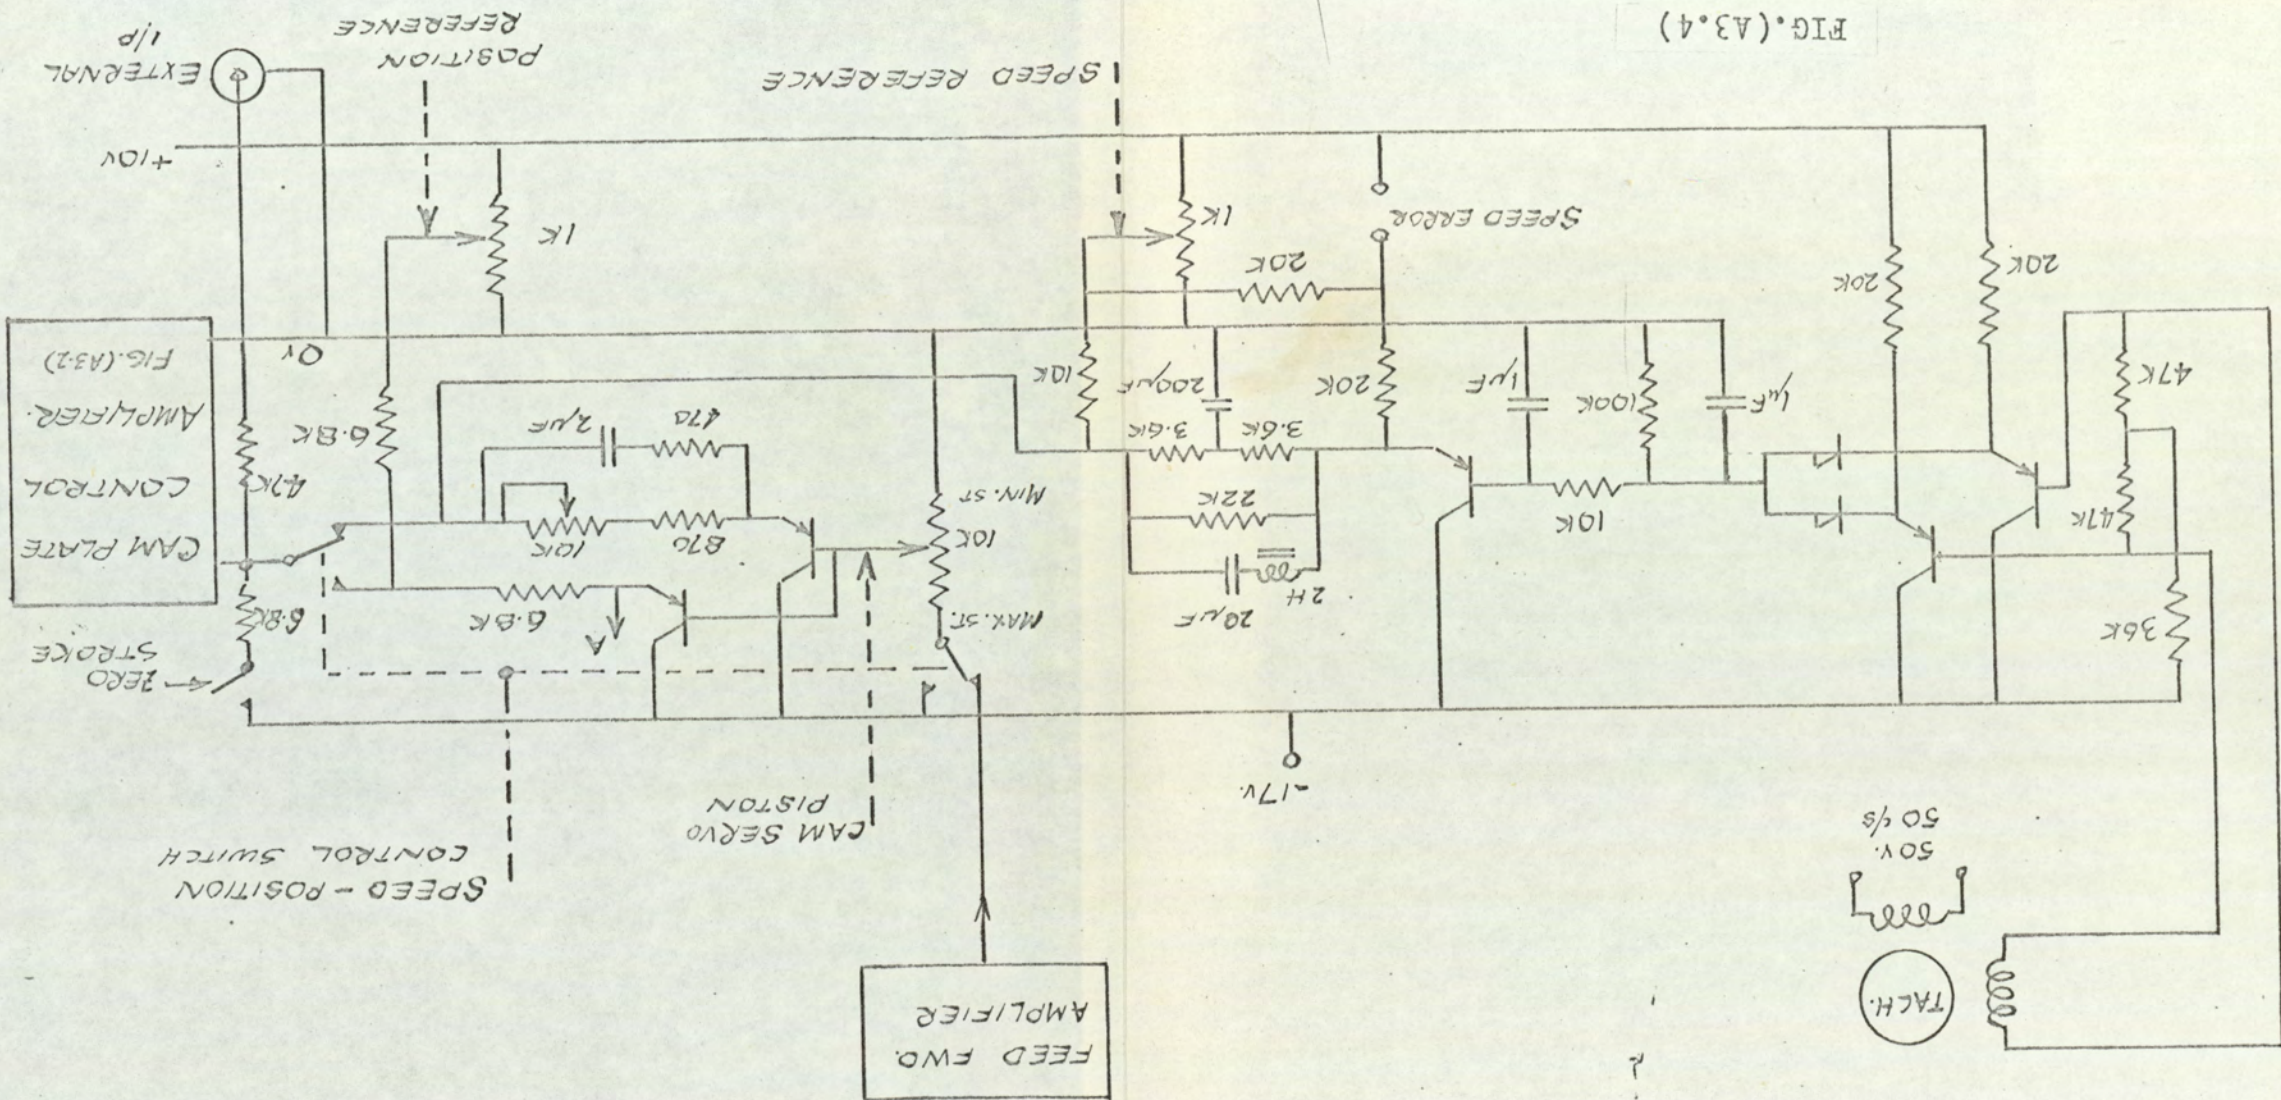 TACH.
50V.
50 c/s
FEED FWD.
AMPLIFIER
SPEED - POSITION
CONTROL SWITCH
CAM SERVO
PISTON
-17v.
36K
47K
47K
20K
20K
1μF
100K
10K
1μF
2H
20μF
22K
3.6K
3.6K
200μF
20K
10K
20K
1K
SPEED ERROR
SPEED REFERENCE
MAX. ST.
10K
MIN. ST
A
6.8K
870
10K
470
2μF
6.8K
ZERO
STROKE
6.8K
47K
CAM PLATE
CONTROL
AMPLIFIER.
FIG.(A3.2)
0v
1K
+10v
POSITION
REFERENCE
EXTERNAL
I/P
FIG.(A3.4)